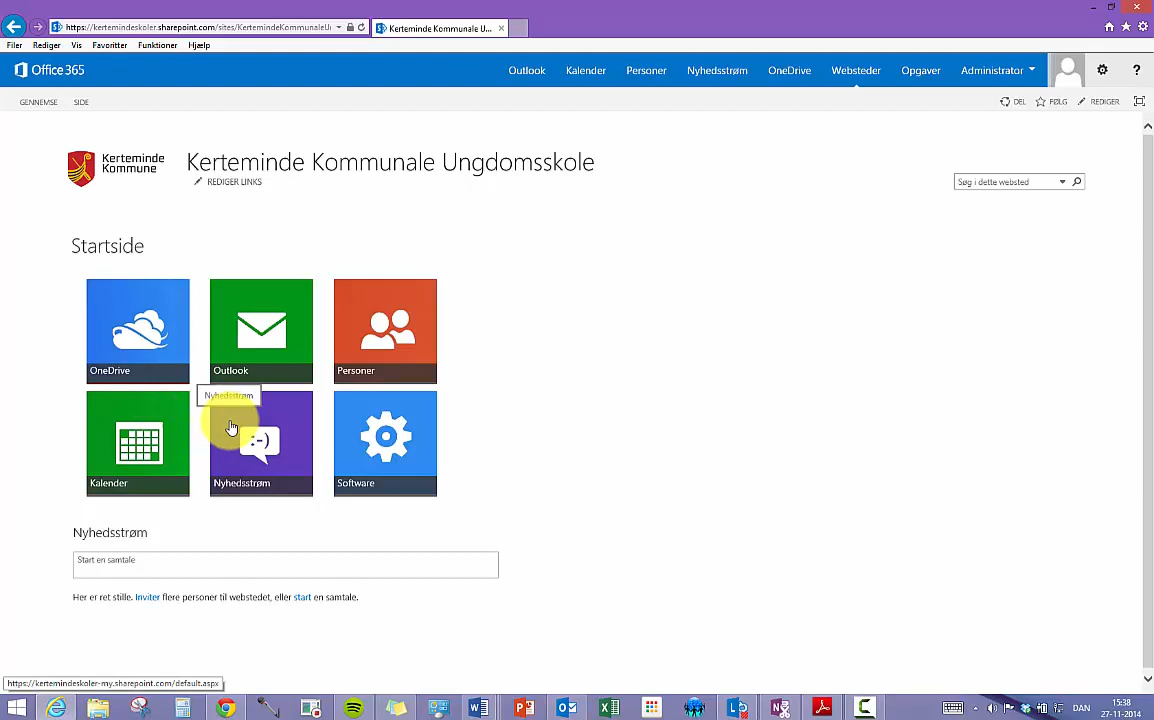 https://kertemindeskoler.sharepoint.com/sites/KertemindeKommunaleU
Kerteminde Kommunale U...
Filer Rediger Vis Favoritter Funktioner Hjælp
Office 365
Outlook Kalender Personer Nyhedsstrøm OneDrive Websteder Opgaver Administrator ?
GENNEMSE SIDE
DEL FØLG REDIGER
Kerteminde
Kommune
Kerteminde Kommunale Ungdomsskole
REDIGER LINKS
Søg i dette websted
Startside
OneDrive Outlook Personer
Nyhedsstrøm
:-)
Kalender Nyhedsstrøm Software
Nyhedsstrøm
Start en samtale
Her er ret stille. Inviter flere personer til webstedet, eller start en samtale.
https://kertemindeskoler-my.sharepoint.com/default.aspx
DAN
15:38
27-11-2014